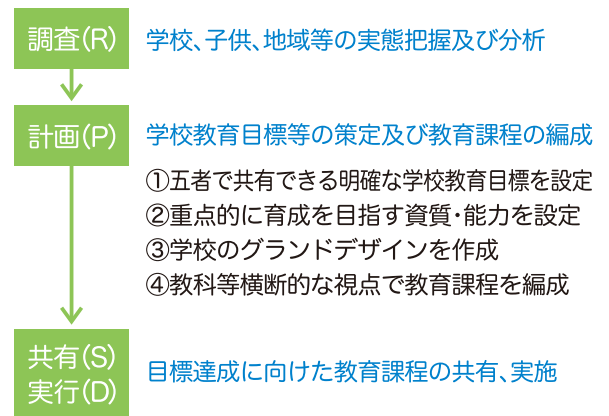 調査(R)
学校、子供、地域等の実態把握及び分析
計画(P)
学校教育目標等の策定及び教育課程の編成
①五者で共有できる明確な学校教育目標を設定
②重点的に育成を目指す資質・能力を設定
③学校のグランドデザインを作成
④教科等横断的な視点で教育課程を編成
共有(S)
実行(D)
目標達成に向けた教育課程の共有、実施